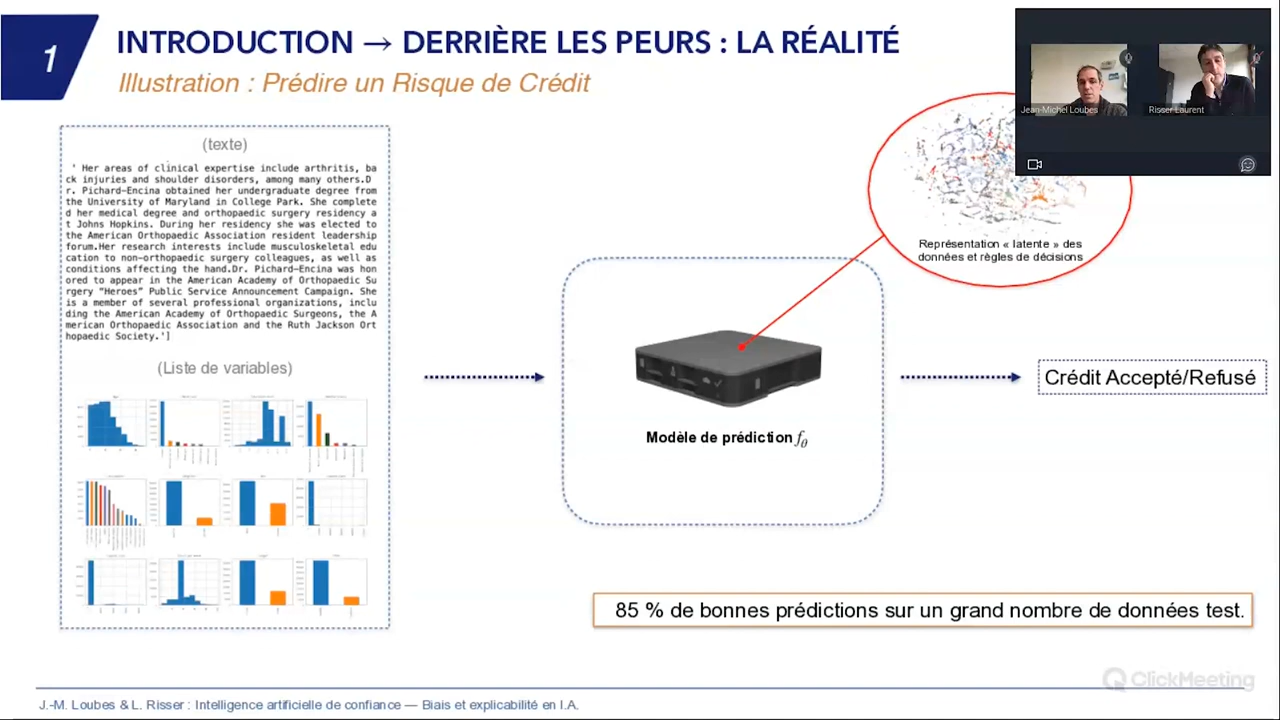 1
INTRODUCTION → DERRIÈRE LES PEURS : LA RÉALITÉ
Illustration : Prédire un Risque de Crédit
Jean-Michel Loubes
Risser Laurent
(texte)
' Her areas of clinical expertise include arthritis, ba
ck injuries and shoulder disorders, among many others.D
r. Pichard-Encina obtained her undergraduate degree from
the University of Maryland in College Park. She complete
d her medical degree and orthopaedic surgery residency a
t Johns Hopkins. During her residency she was elected to
the American Orthopaedic Association resident leadership
forum.Her research interests include musculoskeletal edu
cation to non-orthopaedic surgery colleagues, as well as
conditions affecting the hand.Dr. Pichard-Encina was hon
ored to appear in the American Academy of Orthopaedic Su
rgery "Heroes" Public Service Announcement Campaign. She
is a member of several professional organizations, inclu
ding the American Academy of Orthopaedic Surgeons, the A
merican Orthopaedic Association and the Ruth Jackson Ort
hopaedic Society.']
(Liste de variables)
Représentation « latente » des
données et règles de décisions
Modèle de prédiction fθ
Crédit Accepté/Refusé
85 % de bonnes prédictions sur un grand nombre de données test.
ClickMeeting
J.-M. Loubes & L. Risser : Intelligence artificielle de confiance — Biais et explicabilité en I.A.